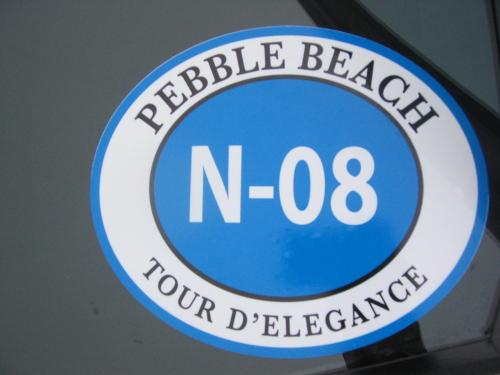 PEBBLE BEACH
N-08
TOUR D'ELEGANCE